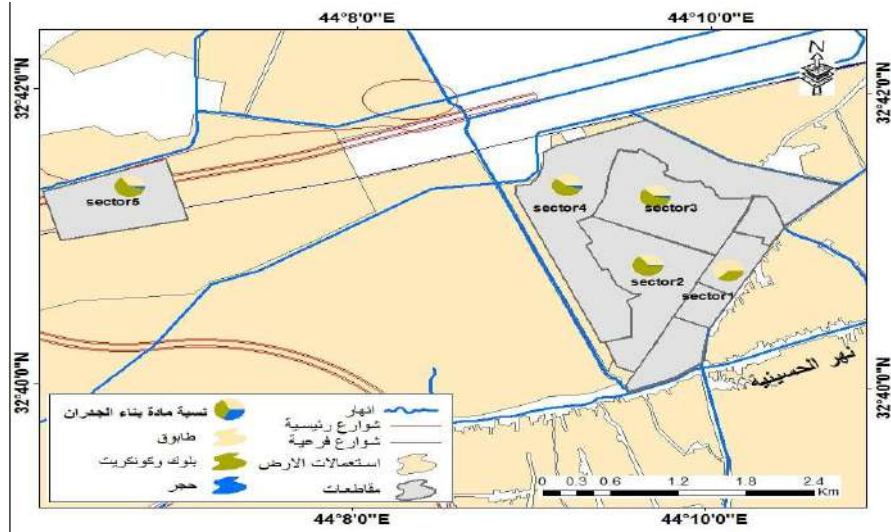 44°8'0"E 44°10'0"E
32°42'0"N 32°42'0"N
N
sector5
sector4
sector3
sector2
sector1
نهر الحسينية
32°40'0"N 32°40'0"N
نسبة مادة بناء الجدران
طابوق
بلوك وكونكريت
حجر
انهار
شوارع رئيسية
شوارع فرعية
استعمالات الارض
مقاطعات
0 0.3 0.6 1.2 1.8 2.4
Km
44°8'0"E 44°10'0"E